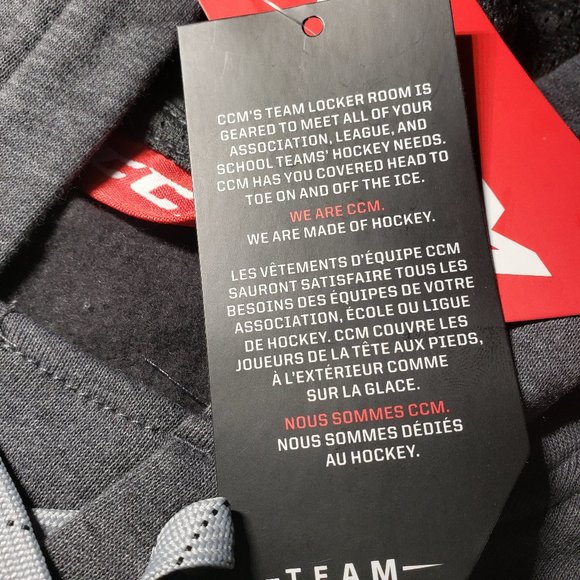 CCM'S TEAM LOCKER ROOM IS
GEARED TO MEET ALL OF YOUR
ASSOCIATION, LEAGUE, AND
SCHOOL TEAMS' HOCKEY NEEDS.
CCM HAS YOU COVERED HEAD TO
TOE ON AND OFF THE ICE.
WE ARE CCM.
WE ARE MADE OF HOCKEY.
LES VÊTEMENTS D'ÉQUIPE CCM
SAURONT SATISFAIRE TOUS LES
BESOINS DES ÉQUIPES DE VOTRE
ASSOCIATION, ÉCOLE OU LIGUE
DE HOCKEY. CCM COUVRE LES
JOUEURS DE LA TÊTE AUX PIEDS,
À L'EXTÉRIEUR COMME
SUR LA GLACE.
NOUS SOMMES CCM.
NOUS SOMMES DÉDIÉS
AU HOCKEY.
TEAM